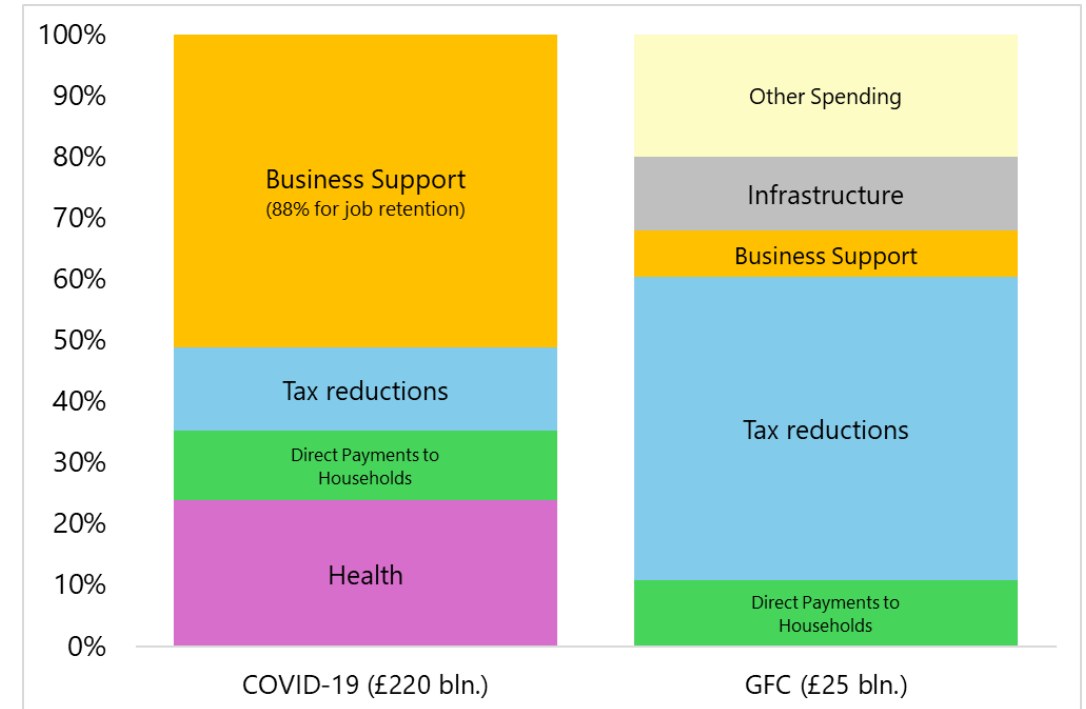 100%
90%
80%
70%
60%
50%
40%
30%
20%
10%
0%
Business Support
(88% for job retention)
Tax reductions
Direct Payments to
Households
Health
Other Spending
Infrastructure
Business Support
Tax reductions
Direct Payments to
Households
COVID-19 (£220 bln.)
GFC (£25 bln.)